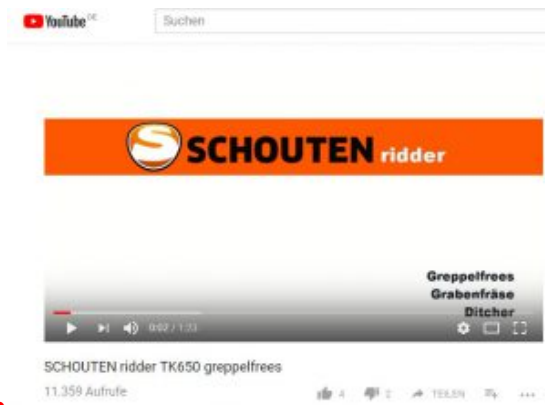 YouTube DE
Suchen
SCHOUTEN ridder
Greppelfrees
Grabenfräse
Ditcher
0:02 / 1:23
SCHOUTEN ridder TK650 greppelfrees
11.359 Aufrufe
4
2
TEILEN